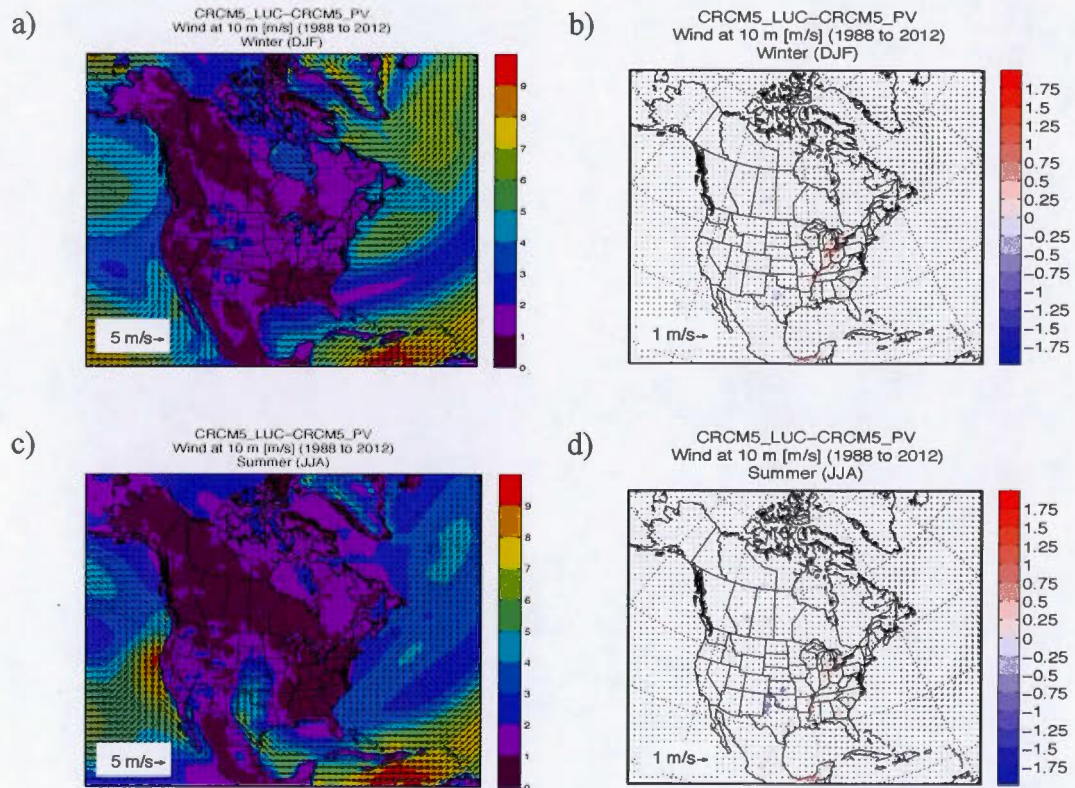 a)
CRCM5_LUC–CRCM5_PV
Wind at 10 m [m/s] (1988 to 2012)
Winter (DJF)
9
8
7
6
5
4
3
2
1
0
5 m/s
b)
CRCM5_LUC–CRCM5_PV
Wind at 10 m [m/s] (1988 to 2012)
Winter (DJF)
1.75
1.5
1.25
1
0.75
0.5
0.25
0
−0.25
−0.5
−0.75
−1
−1.25
−1.5
−1.75
1 m/s
c)
CRCM5_LUC–CRCM5_PV
Wind at 10 m [m/s] (1988 to 2012)
Summer (JJA)
9
8
7
6
5
4
3
2
1
0
5 m/s
d)
CRCM5_LUC–CRCM5_PV
Wind at 10 m [m/s] (1988 to 2012)
Summer (JJA)
1.75
1.5
1.25
1
0.75
0.5
0.25
0
−0.25
−0.5
−0.75
−1
−1.25
−1.5
−1.75
1 m/s